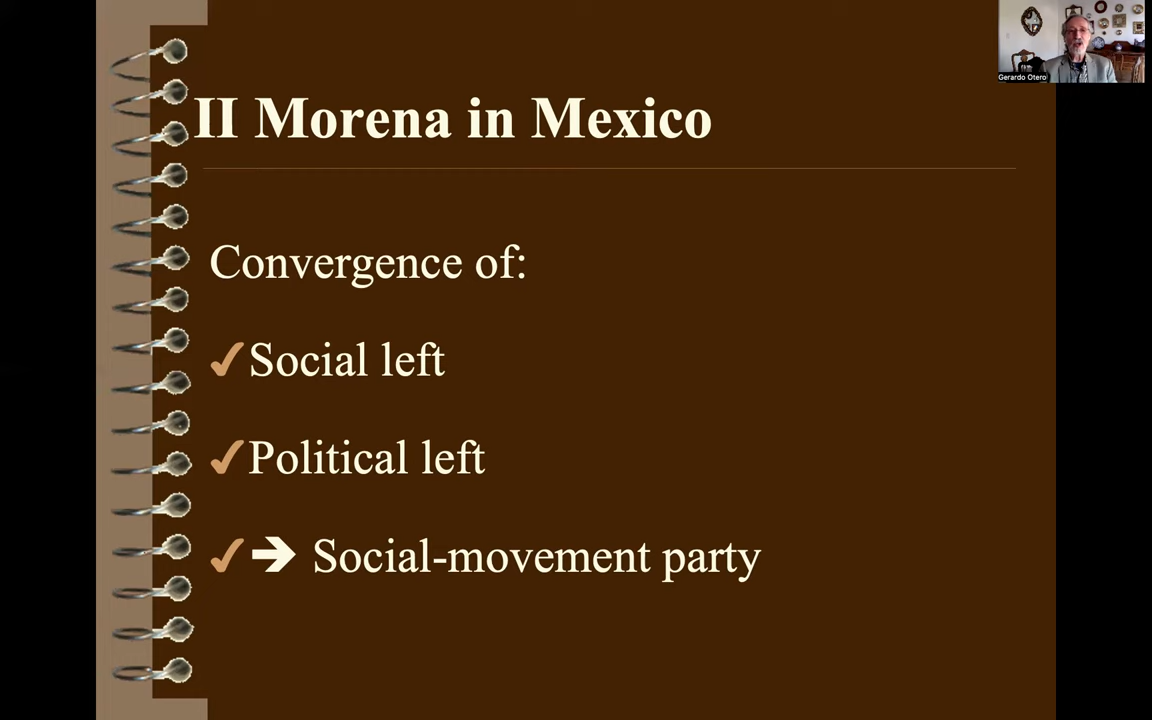 II Morena in Mexico
Convergence of:
✓Social left
✓Political left
✓➔ Social-movement party
Gerardo Otero